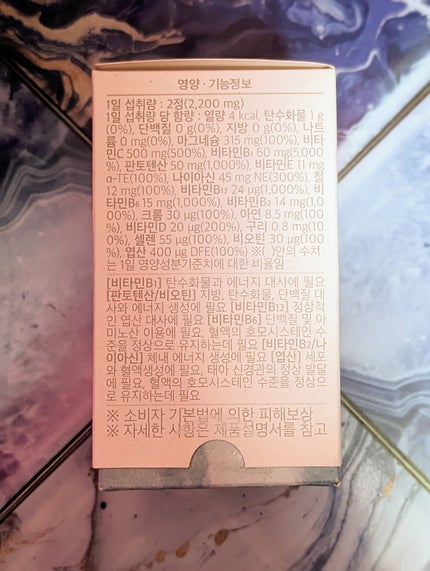 영양 · 기능정보
1일 섭취량 : 2정(2,200 mg)
1일 섭취량 당 함량 : 열량 4 kcal, 탄수화물 1 g
(0%), 단백질 0 g(0%), 지방 0 g(0%), 나트
륨 0 mg(0%), 마그네슘 315 mg(100%), 비타
민C 500 mg(500%), 비타민B₁ 60 mg(5,000
%), 판토텐산 50 mg(1,000%), 비타민E 11 mg
α-TE(100%), 나이아신 45 mg NE(300%), 철
12 mg(100%), 비타민B₁₂ 24 μg(1,000%), 비
타민B₆ 15 mg(1,000%), 비타민B₂ 14 mg(1,0
00%), 크롬 30 μg(100%), 아연 8.5 mg(100
%), 비타민D 20 μg(200%), 구리 0.8 mg(10
0%), 셀렌 55 μg(100%), 비오틴 30 μg(100
%), 엽산 400 μg DFE(100%) ※( )안의 수치
는 1일 영양성분기준치에 대한 비율임
[비타민B₁] 탄수화물과 에너지 대사에 필요
[판토텐산/비오틴] 지방, 탄수화물, 단백질 대
사와 에너지 생성에 필요 [비타민B₁₂] 정상적
인 엽산 대사에 필요 [비타민B₆] 단백질 및 아
미노산 이용에 필요, 혈액의 호모시스테인 수
준을 정상으로 유지하는데 필요 [비타민B₂/나
이아신] 체내 에너지 생성에 필요 [엽산] 세포
와 혈액생성에 필요, 태아 신경관의 정상 발달
에 필요, 혈액의 호모시스테인 수준을 정상으
로 유지하는데 필요
※ 소비자 기본법에 의한 피해보상
※ 자세한 사항은 제품설명서를 참고